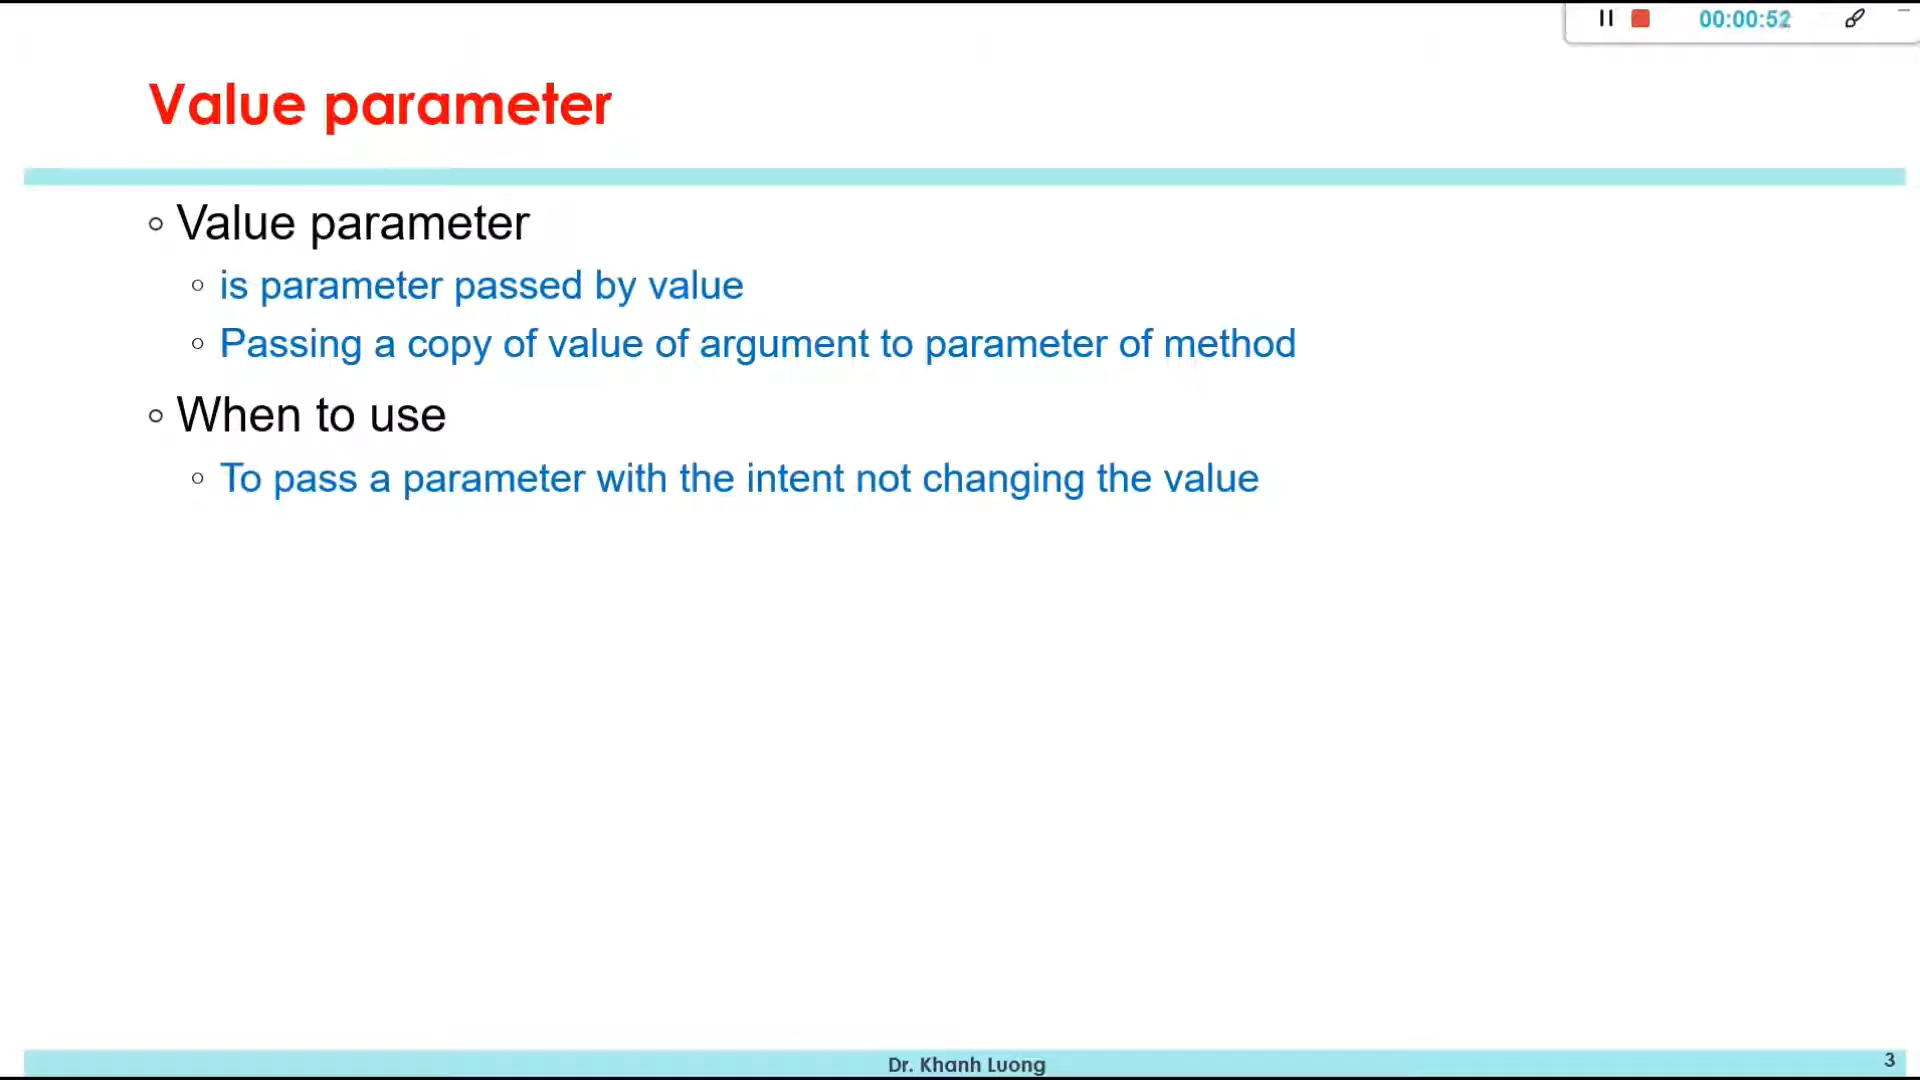 00:00:52
Value parameter
Value parameter
is parameter passed by value
Passing a copy of value of argument to parameter of method
When to use
To pass a parameter with the intent not changing the value
Dr. Khanh Luong
3